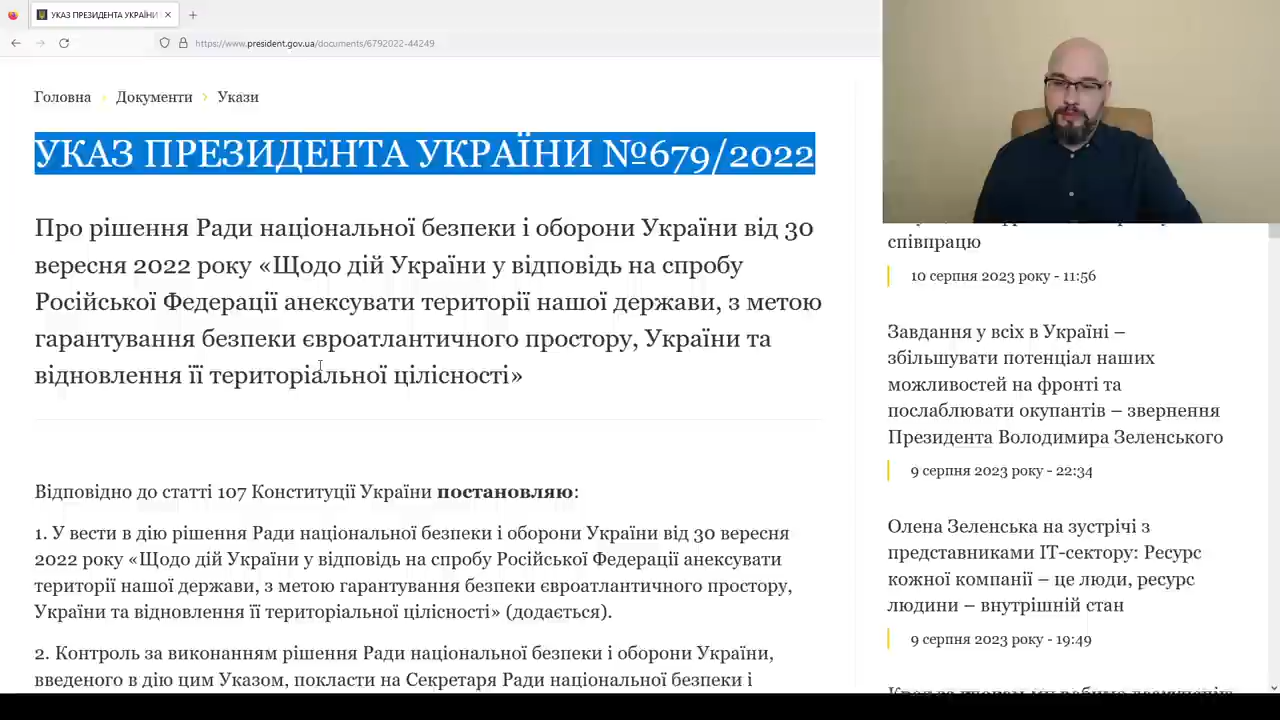 УКАЗ ПРЕЗИДЕНТА УКРАЇНИ
https://www.president.gov.ua/documents/6792022-44249
Головна
Документи
Укази
УКАЗ ПРЕЗИДЕНТА УКРАЇНИ №679/2022
Про рішення Ради національної безпеки і оборони України від 30
вересня 2022 року «Щодо дій України у відповідь на спробу
Російської Федерації анексувати території нашої держави, з метою
гарантування безпеки євроатлантичного простору, України та
відновлення її територіальної цілісності»
Відповідно до статті 107 Конституції України постановляю:
1. У вести в дію рішення Ради національної безпеки і оборони України від 30 вересня
2022 року «Щодо дій України у відповідь на спробу Російської Федерації анексувати
території нашої держави, з метою гарантування безпеки євроатлантичного простору,
України та відновлення її територіальної цілісності» (додається).
2. Контроль за виконанням рішення Ради національної безпеки і оборони України,
введеного в дію цим Указом, покласти на Секретаря Ради національної безпеки і
співпрацю
10 серпня 2023 року - 11:56
Завдання у всіх в Україні –
збільшувати потенціал наших
можливостей на фронті та
послаблювати окупантів – звернення
Президента Володимира Зеленського
9 серпня 2023 року - 22:34
Олена Зеленська на зустрічі з
представниками ІТ-сектору: Ресурс
кожної компанії – це люди, ресурс
людини – внутрішній стан
9 серпня 2023 року - 19:49